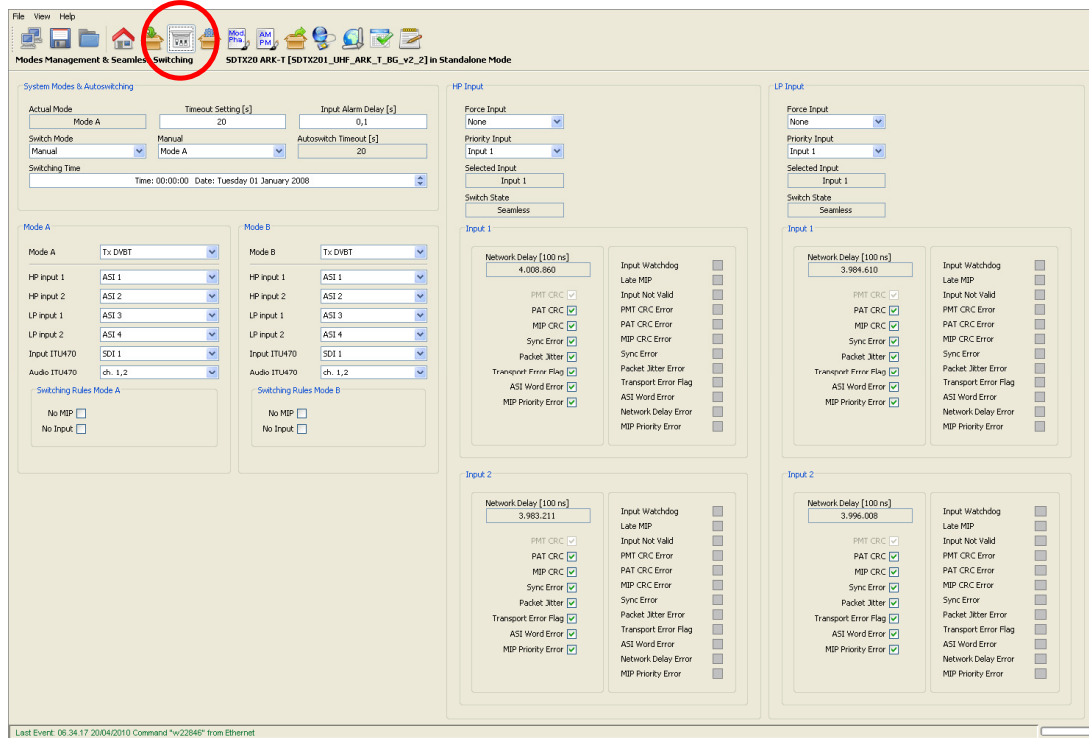 File View Help
Mod. Pha. AM PM
Modes Management & Seamless Switching SDTX20 ARK-T [SDTX201_UHF_ARK_T_BG_v2_2] in Standalone Mode
System Modes & Autoswitching
Actual Mode Timeout Setting [s] Input Alarm Delay [s]
Mode A 20 0,1
Switch Mode Manual Autoswitch Timeout [s]
Manual Mode A 20
Switching Time
Time: 00:00:00 Date: Tuesday 01 January 2008
Mode A
Mode A Tx DVBT
HP input 1 ASI 1
HP input 2 ASI 2
LP input 1 ASI 3
LP input 2 ASI 4
Input ITU470 SDI 1
Audio ITU470 ch. 1,2
Switching Rules Mode A
No MIP
No Input
Mode B
Mode B Tx DVBT
HP input 1 ASI 1
HP input 2 ASI 2
LP input 1 ASI 3
LP input 2 ASI 4
Input ITU470 SDI 1
Audio ITU470 ch. 1,2
Switching Rules Mode B
No MIP
No Input
HP Input
Force Input
None
Priority Input
Input 1
Selected Input
Input 1
Switch State
Seamless
Input 1
Network Delay [100 ns]
4.008.860
PMT CRC
PAT CRC
MIP CRC
Sync Error
Packet Jitter
Transport Error Flag
ASI Word Error
MIP Priority Error
Input Watchdog
Late MIP
Input Not Valid
PMT CRC Error
PAT CRC Error
MIP CRC Error
Sync Error
Packet Jitter Error
Transport Error Flag
ASI Word Error
Network Delay Error
MIP Priority Error
Input 2
Network Delay [100 ns]
3.983.211
PMT CRC
PAT CRC
MIP CRC
Sync Error
Packet Jitter
Transport Error Flag
ASI Word Error
MIP Priority Error
Input Watchdog
Late MIP
Input Not Valid
PMT CRC Error
PAT CRC Error
MIP CRC Error
Sync Error
Packet Jitter Error
Transport Error Flag
ASI Word Error
Network Delay Error
MIP Priority Error
LP Input
Force Input
None
Priority Input
Input 1
Selected Input
Input 1
Switch State
Seamless
Input 1
Network Delay [100 ns]
3.984.610
PMT CRC
PAT CRC
MIP CRC
Sync Error
Packet Jitter
Transport Error Flag
ASI Word Error
MIP Priority Error
Input Watchdog
Late MIP
Input Not Valid
PMT CRC Error
PAT CRC Error
MIP CRC Error
Sync Error
Packet Jitter Error
Transport Error Flag
ASI Word Error
Network Delay Error
MIP Priority Error
Input 2
Network Delay [100 ns]
3.996.008
PMT CRC
PAT CRC
MIP CRC
Sync Error
Packet Jitter
Transport Error Flag
ASI Word Error
MIP Priority Error
Input Watchdog
Late MIP
Input Not Valid
PMT CRC Error
PAT CRC Error
MIP CRC Error
Sync Error
Packet Jitter Error
Transport Error Flag
ASI Word Error
Network Delay Error
MIP Priority Error
Last Event: 06.34.17 20/04/2010 Command "w22846" from Ethernet